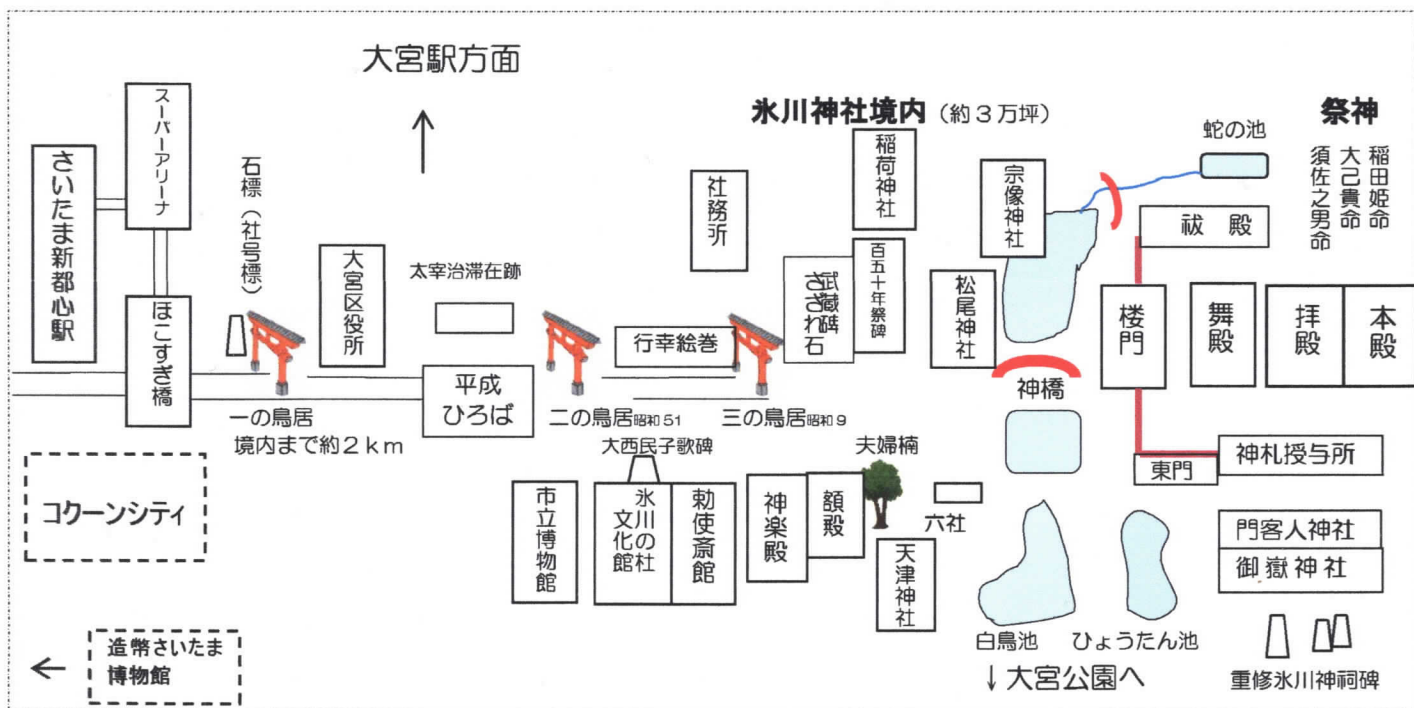 大宮駅方面
氷川神社境内（約3万坪）
祭神
稲田姫命
大己貴命
須佐之男命
蛇の池
スーパーアリーナ
さいたま新都心駅
ほこすぎ橋
石標（社号標）
大宮区役所
太宰治滞在跡
社務所
稲荷神社
宗像神社
祓殿
百五十年祭碑
武蔵碑
さざれ石
松尾神社
行幸絵巻
楼門
舞殿
拝殿
本殿
平成
ひろば
神橋
一の鳥居
二の鳥居昭和51
三の鳥居昭和9
境内まで約2km
大西民子歌碑
夫婦楠
東門
神札授与所
コクーンシティ
市立博物館
氷川の杜
文化館
勅使斎館
神楽殿
額殿
六社
天津神社
門客人神社
御嶽神社
白鳥池
ひょうたん池
↓大宮公園へ
重修氷川神祠碑
造幣さいたま
博物館